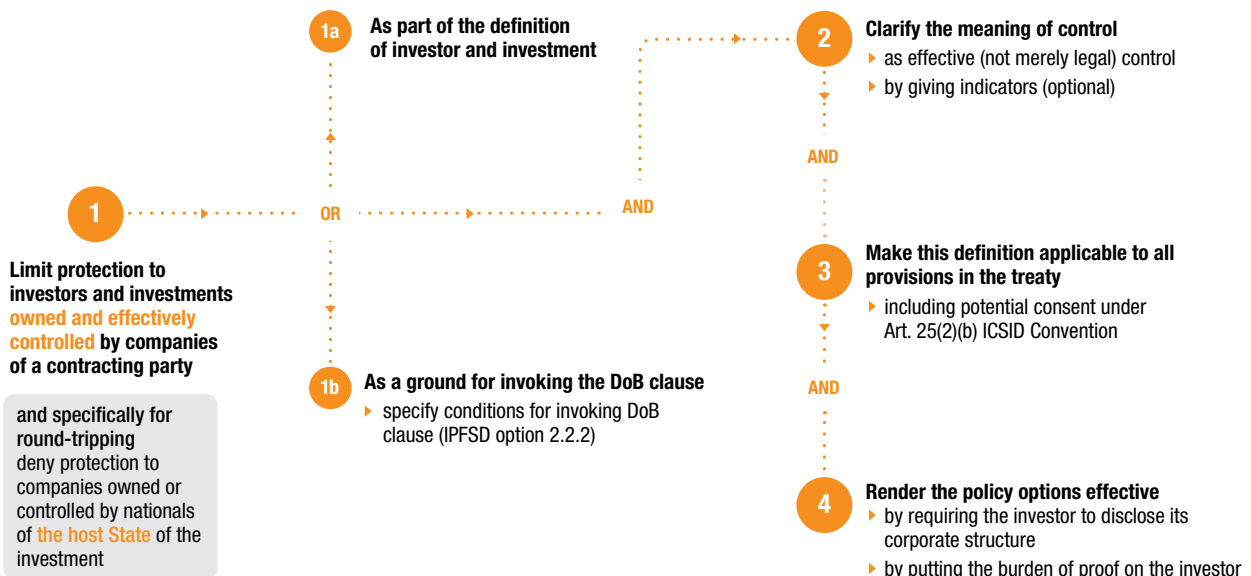 1
Limit protection to
investors and investments
owned and effectively
controlled by companies
of a contracting party
and specifically for
round-tripping
deny protection to
companies owned or
controlled by nationals
of the host State of the
investment
OR
1a
As part of the definition
of investor and investment
1b
As a ground for invoking the DoB clause
specify conditions for invoking DoB
clause (IPFSD option 2.2.2)
AND
2
Clarify the meaning of control
as effective (not merely legal) control
by giving indicators (optional)
AND
3
Make this definition applicable to all
provisions in the treaty
including potential consent under
Art. 25(2)(b) ICSID Convention
AND
4
Render the policy options effective
by requiring the investor to disclose its
corporate structure
by putting the burden of proof on the investor